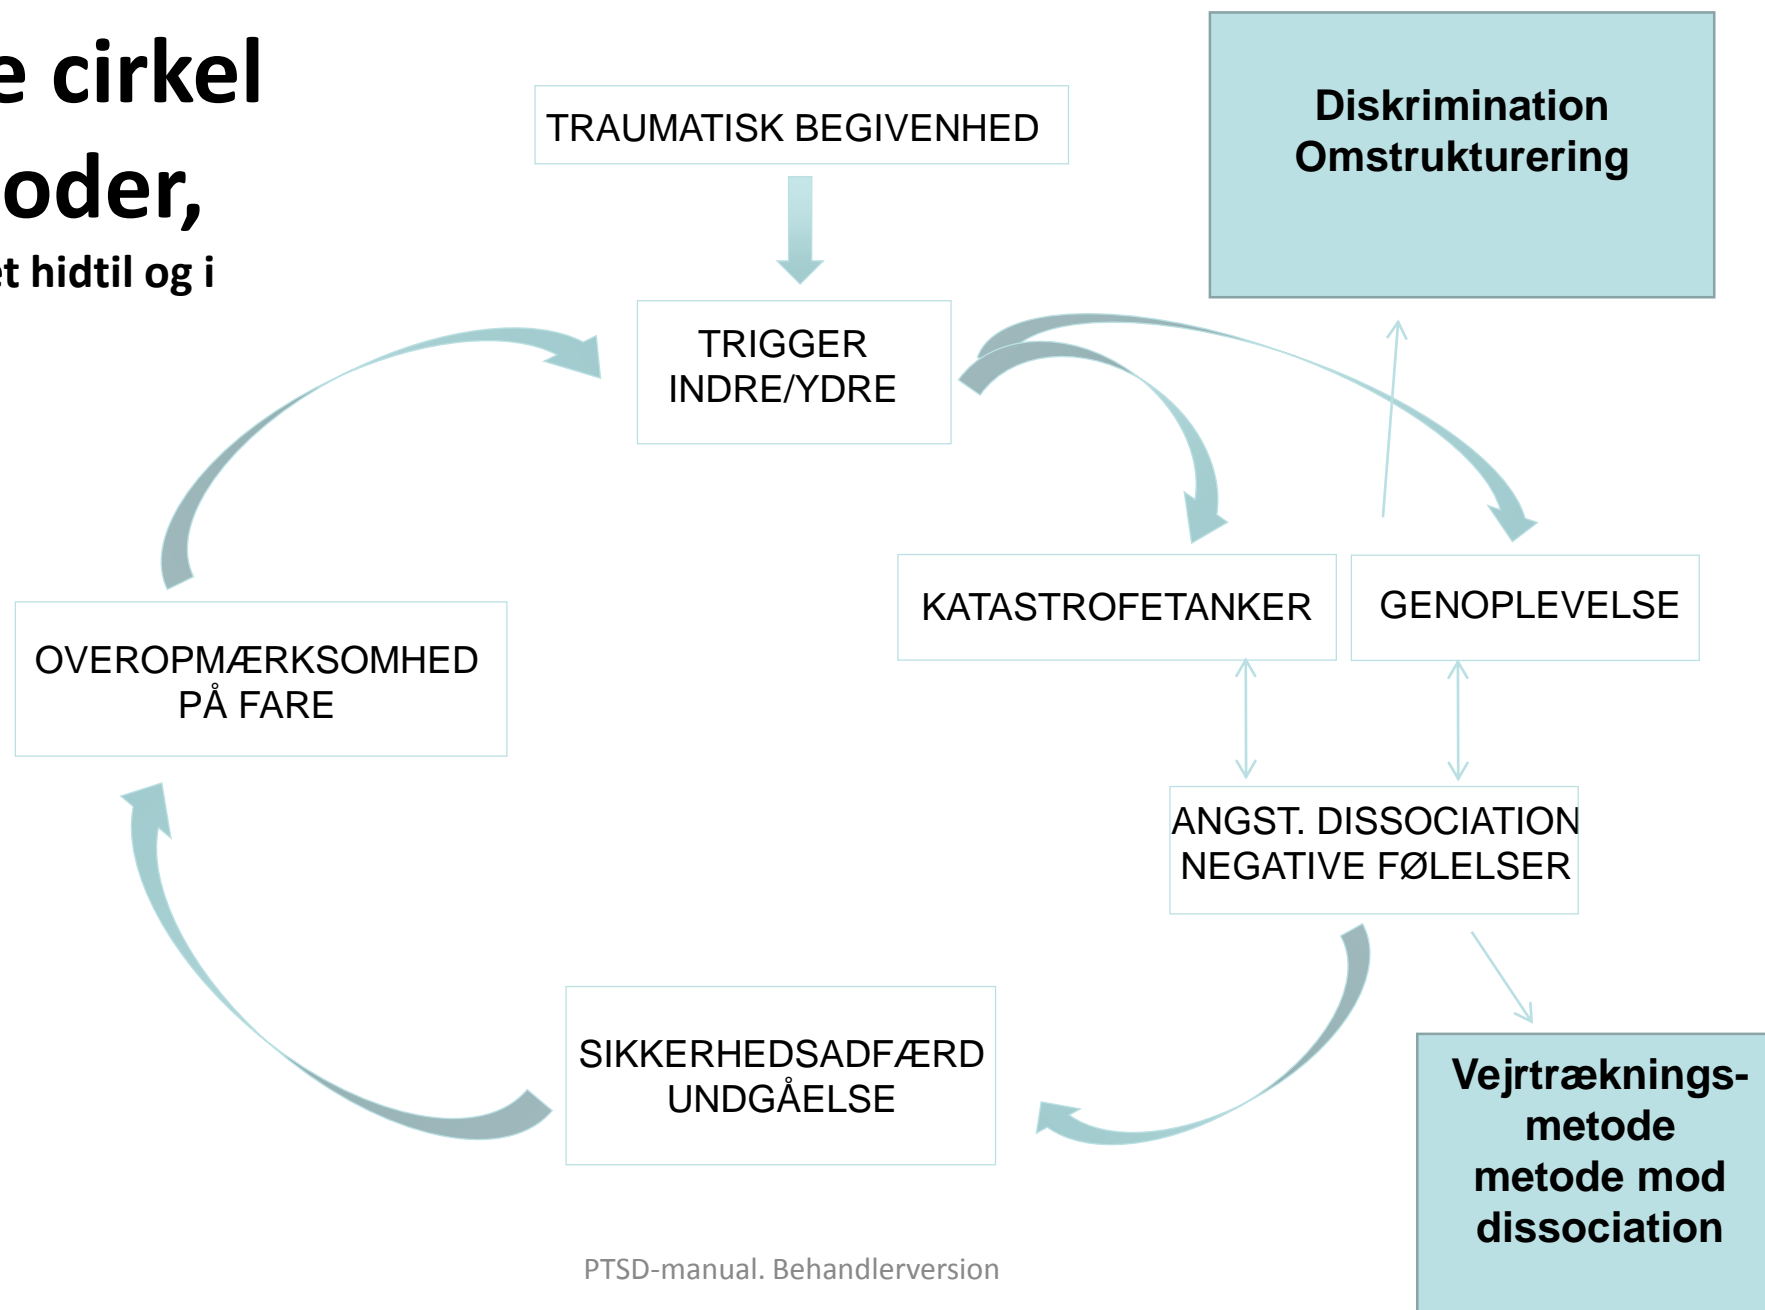 e cirkel
oder,
et hidtil og i
TRAUMATISK BEGIVENHED
Diskrimination
Omstrukturering
TRIGGER
INDRE/YDRE
KATASTROFETANKER
GENOPLEVELSE
OVEROPMÆRKSOMHED
PÅ FARE
ANGST. DISSOCIATION
NEGATIVE FØLELSER
SIKKERHEDSADFÆRD
UNDGÅELSE
Vejrtræknings-
metode
metode mod
dissociation
PTSD-manual. Behandlerversion